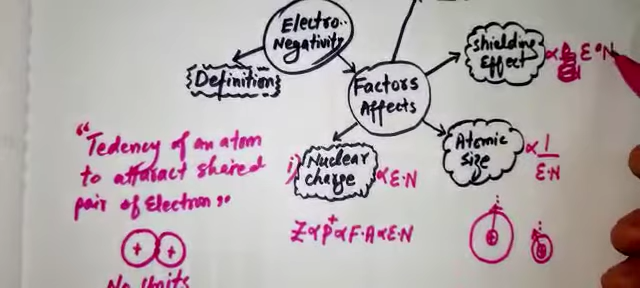 Electro..
Negativity
Definition
Factors
Affects
Shielding
Effect
Atomic
size
∝ 1/E.N
i) Nuclear
charge ∝ E.N
Z∝P⁺∝F.A∝E.N
"Tedency of an atom
to attaract shared
pair of Electron"
+ +
No Units